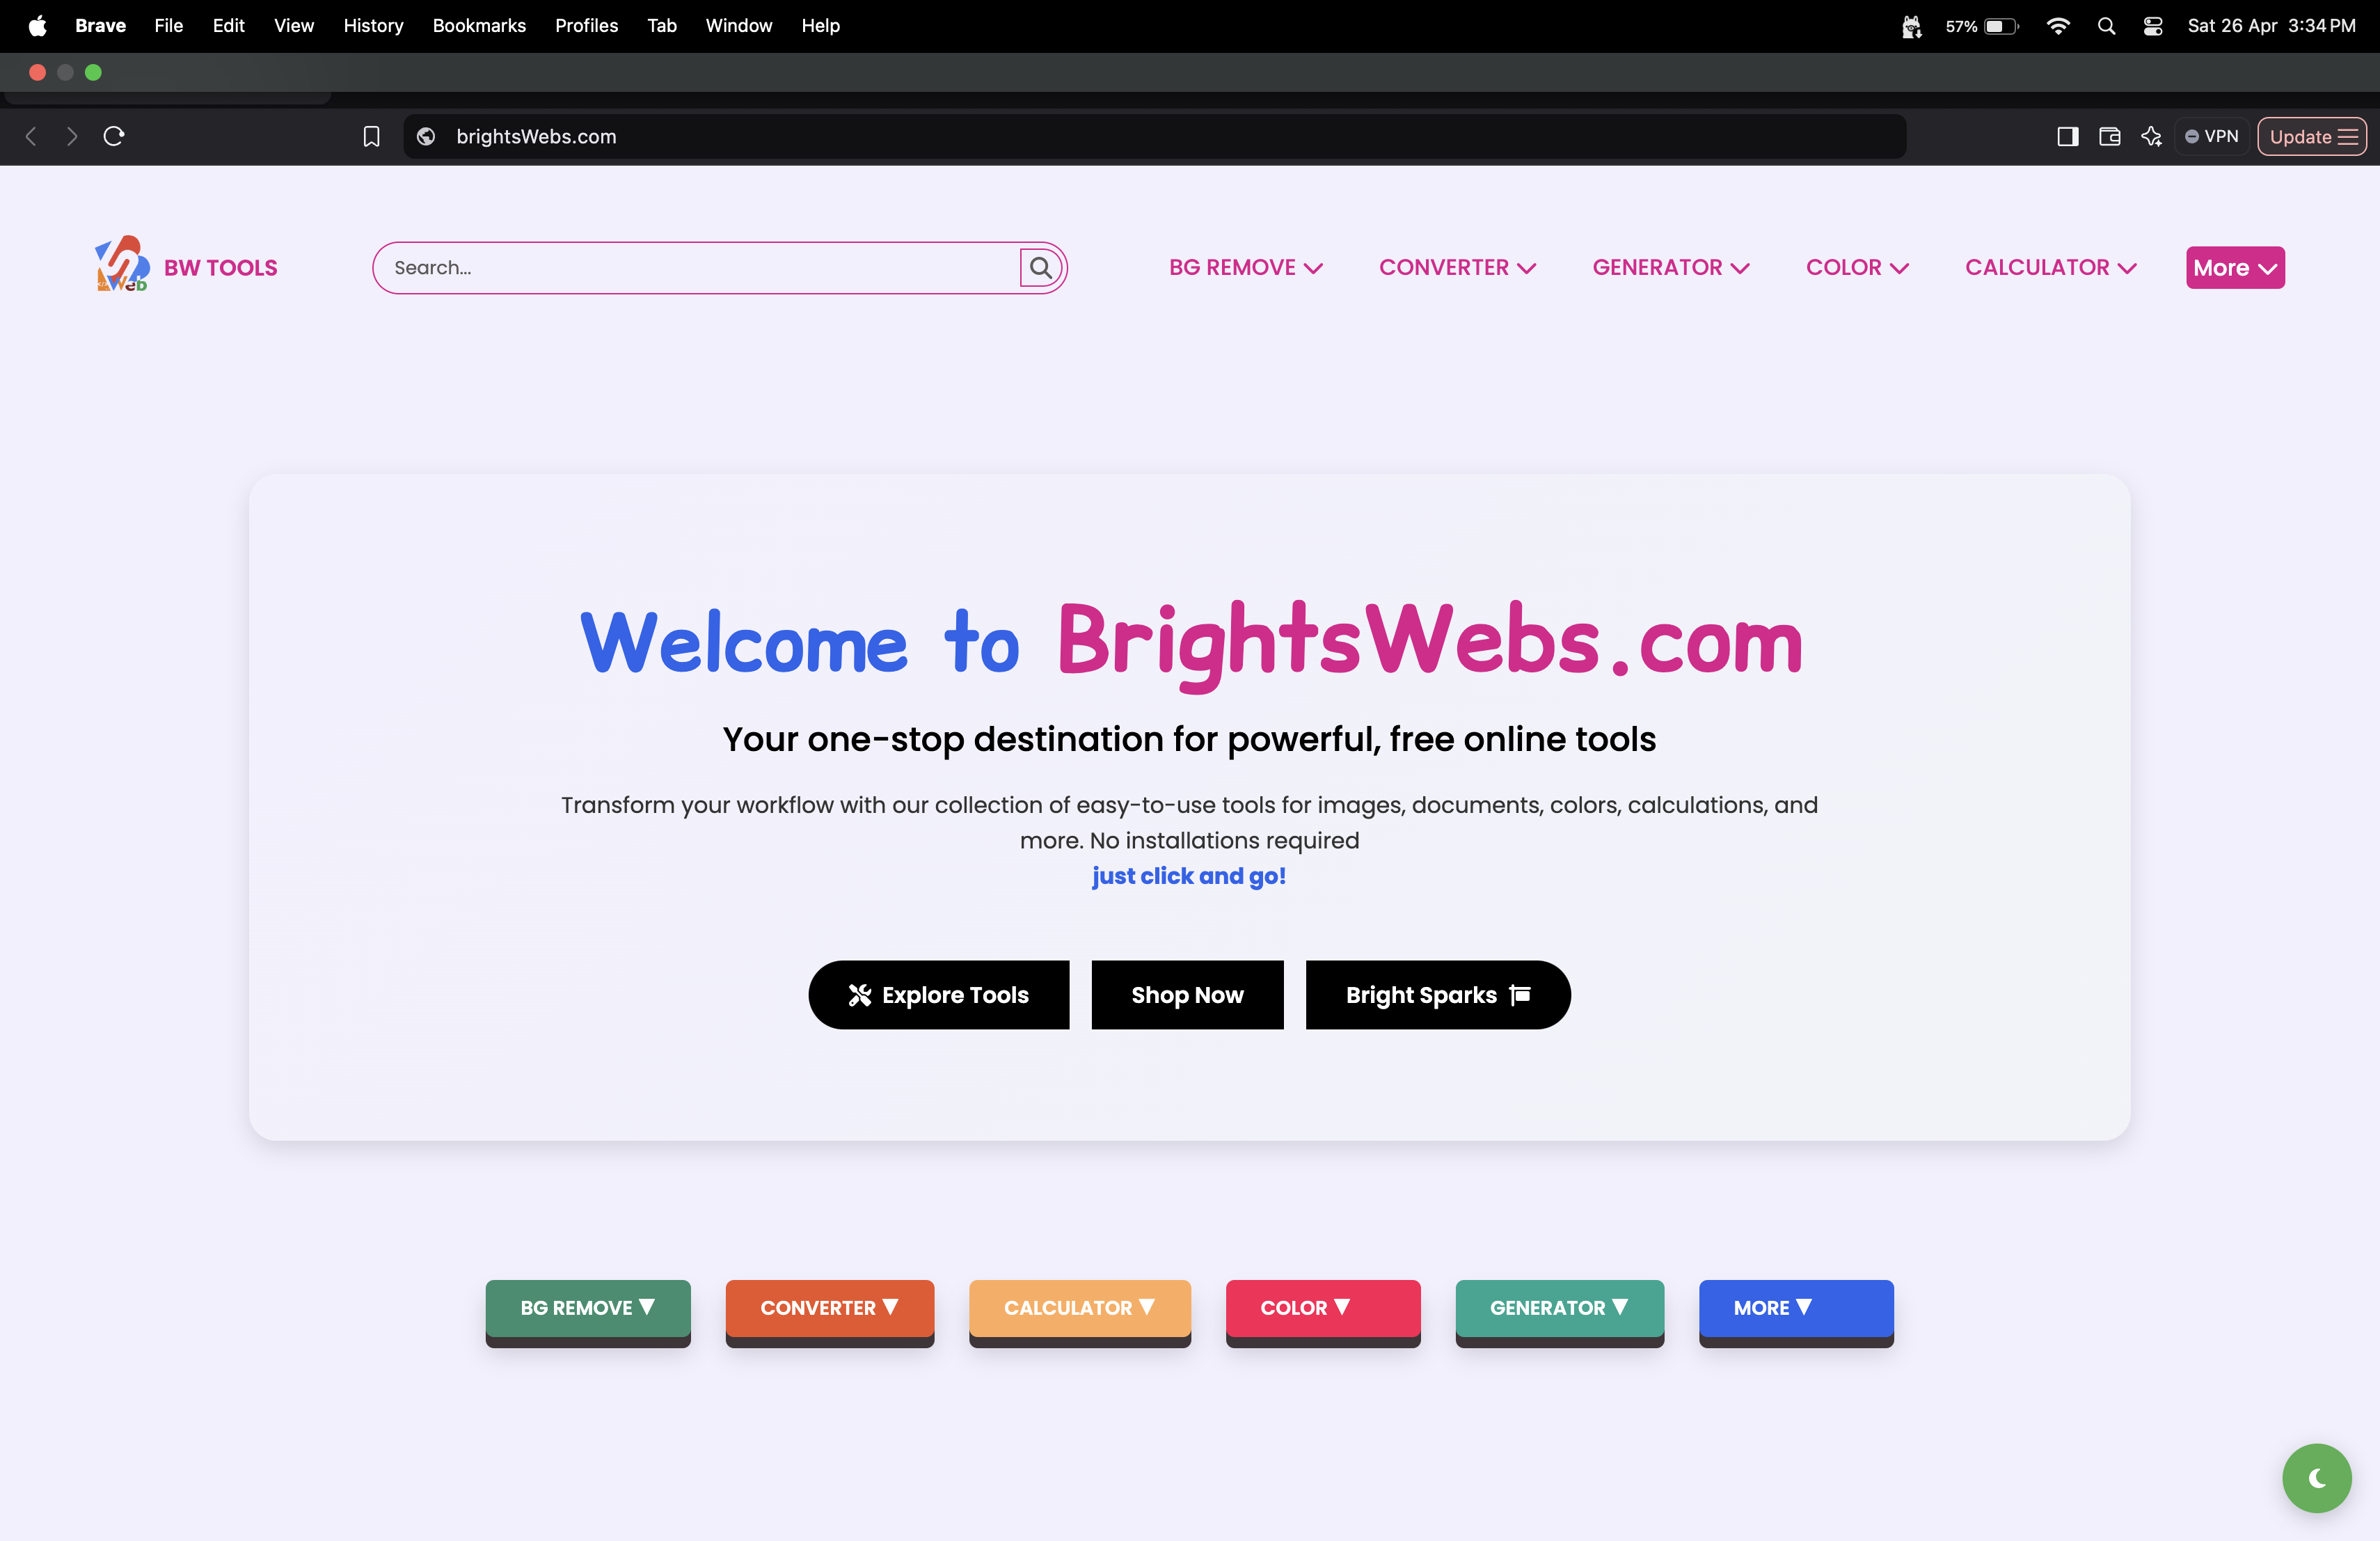 Brave File Edit View History Bookmarks Profiles Tab Window Help 57% Sat 26 Apr 3:34 PM
brightsWebs.com VPN Update
BW TOOLS Search... BG REMOVE CONVERTER GENERATOR COLOR CALCULATOR More
Welcome to BrightsWebs.com
Your one-stop destination for powerful, free online tools
Transform your workflow with our collection of easy-to-use tools for images, documents, colors, calculations, and
more. No installations required
just click and go!
Explore Tools Shop Now Bright Sparks
BG REMOVE CONVERTER CALCULATOR COLOR GENERATOR MORE